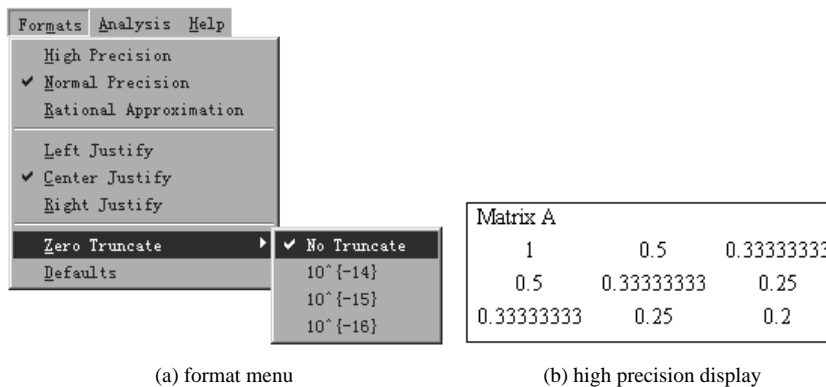 Formats Analysis Help
High Precision
✔ Normal Precision
Rational Approximation
Left Justify
✔ Center Justify
Right Justify
Zero Truncate
Defaults
✔ No Truncate
10^{-14}
10^{-15}
10^{-16}
(a) format menu
Matrix A
1 0.5 0.33333333
0.5 0.33333333 0.25
0.33333333 0.25 0.2
(b) high precision display